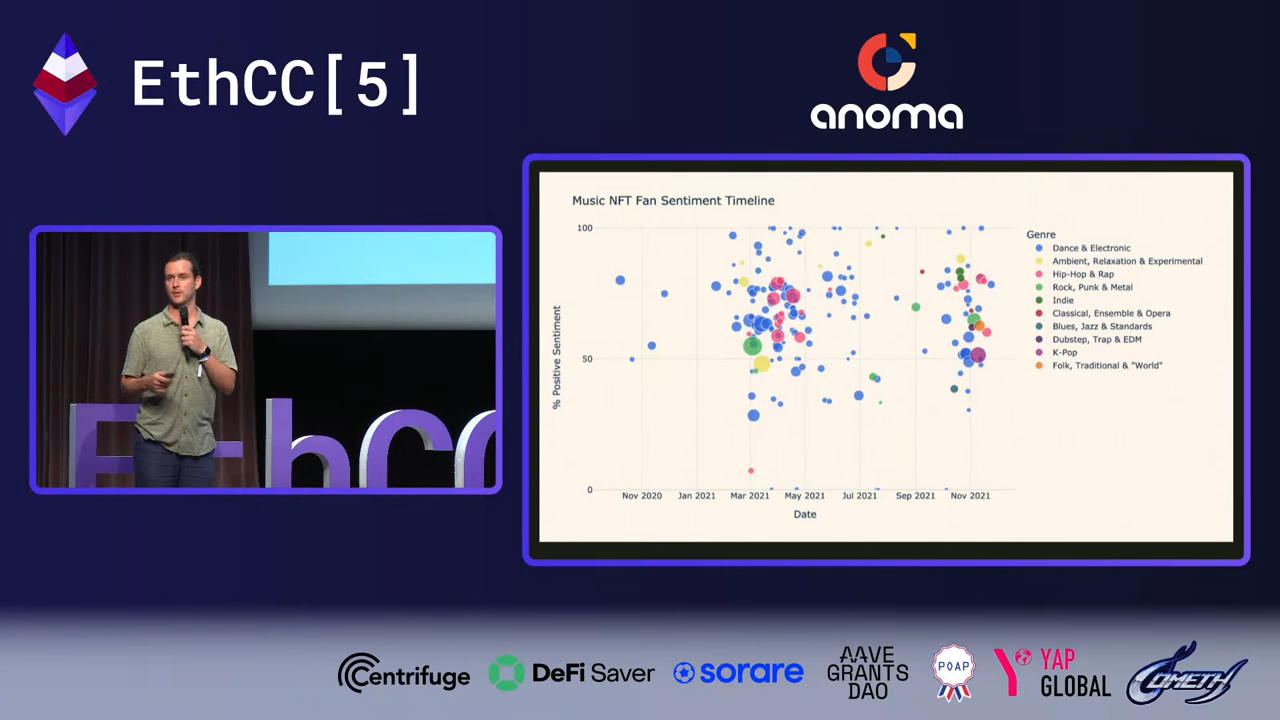 EthCC[5]
anoma
EthCC
Music NFT Fan Sentiment Timeline
100
50
0
% Positive Sentiment
Nov 2020
Jan 2021
Mar 2021
May 2021
Jul 2021
Sep 2021
Nov 2021
Date
Genre
Dance & Electronic
Ambient, Relaxation & Experimental
Hip-Hop & Rap
Rock, Punk & Metal
Indie
Classical, Ensemble & Opera
Blues, Jazz & Standards
Dubstep, Trap & EDM
K-Pop
Folk, Traditional & "World"
Centrifuge
DeFi Saver
sorare
AAVE
GRANTS
DAO
POAP
YAP
GLOBAL
COMETH